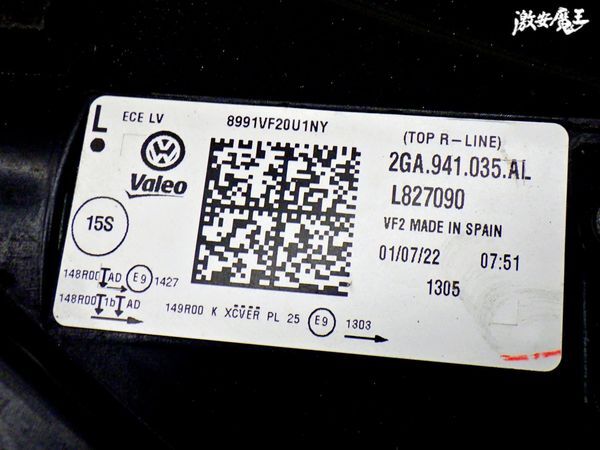 激安魔王
L
ECE LV
8991VF20U1NY
(TOP R-LINE)
2GA.941.035.AL
L827090
VF2 MADE IN SPAIN
01/07/22 07:51
1305
Valeo
15S
148R00 AD E9 1427
148R00 1b AD
149R00 K XCVER PL 25 E9 1303